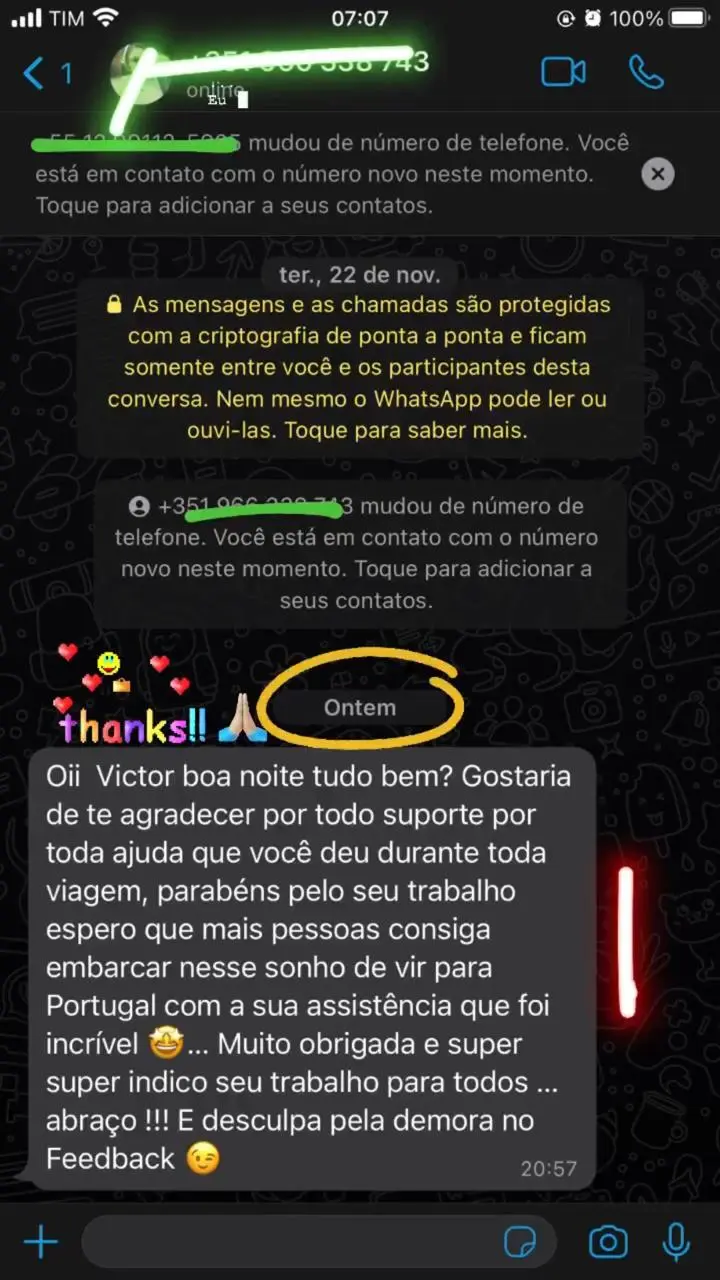 TIM 07:07 100%
1
online
Eu
mudou de número de telefone. Você
está em contato com o número novo neste momento.
Toque para adicionar a seus contatos.
ter., 22 de nov.
As mensagens e as chamadas são protegidas
com a criptografia de ponta a ponta e ficam
somente entre você e os participantes desta
conversa. Nem mesmo o WhatsApp pode ler ou
ouvi-las. Toque para saber mais.
mudou de número de
telefone. Você está em contato com o número
novo neste momento. Toque para adicionar a
seus contatos.
thanks!!
Ontem
Oii Victor boa noite tudo bem? Gostaria
de te agradecer por todo suporte por
toda ajuda que você deu durante toda
viagem, parabéns pelo seu trabalho
espero que mais pessoas consiga
embarcar nesse sonho de vir para
Portugal com a sua assistência que foi
incrível 🤩... Muito obrigada e super
super indico seu trabalho para todos ...
abraço !!! E desculpa pela demora no
Feedback 😉
20:57